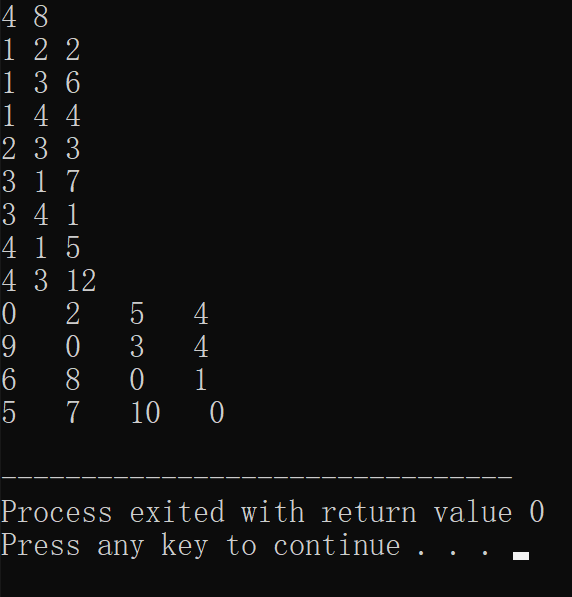 4 8
1 2 2
1 3 6
1 4 4
2 3 3
3 1 7
3 4 1
4 1 5
4 3 12
0   2   5   4
9   0   3   4
6   8   0   1
5   7   10   0
--------------------------------
Process exited with return value 0
Press any key to continue . . .